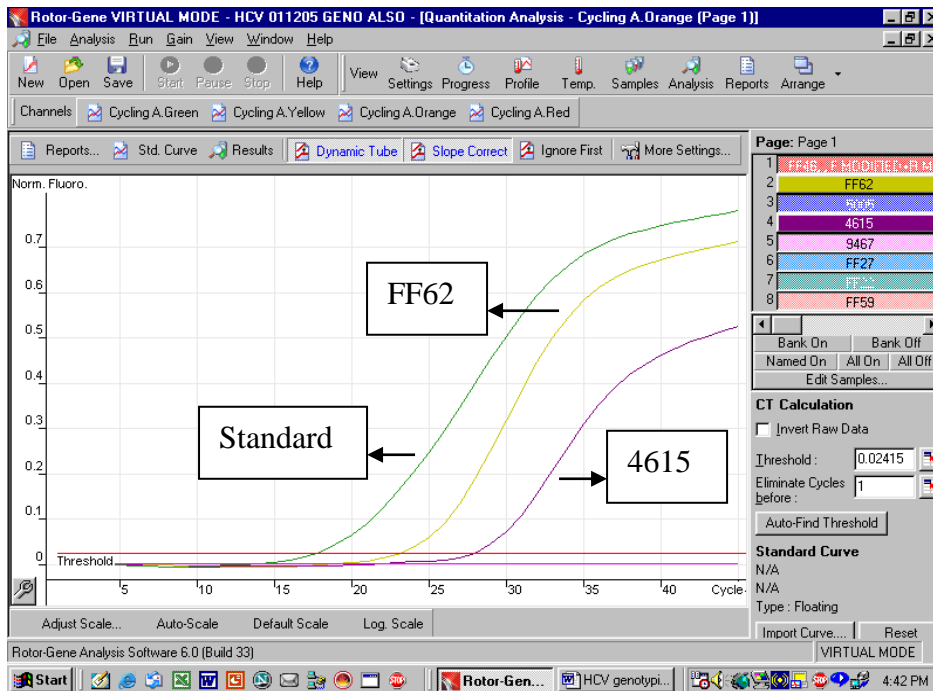 Rotor-Gene VIRTUAL MODE - HCV 011205 GENO ALSO - [Quantitation Analysis - Cycling A.Orange (Page 1)]
File Analysis Run Gain View Window Help
New Open Save Start Pause Stop Help View Settings Progress Profile Temp. Samples Analysis Reports Arrange
Channels Cycling A.Green Cycling A.Yellow Cycling A.Orange Cycling A.Red
Reports... Std. Curve Results Dynamic Tube Slope Correct Ignore First More Settings...
Norm. Fluoro.
0.7
0.6
0.5
0.4
0.3
0.2
0.1
0
Threshold
5 10 15 20 25 30 35 40 Cycle
FF62
Standard
4615
Adjust Scale... Auto-Scale Default Scale Log. Scale
Page: Page 1
1
2 FF62
3
4 4615
5 9467
6 FF27
7
8 FF59
Bank On Bank Off
Named On All On All Off
Edit Samples...
CT Calculation
Invert Raw Data
Threshold : 0.02415
Eliminate Cycles before : 1
Auto-Find Threshold
Standard Curve
N/A
N/A
Type : Floating
Import Curve.... Reset
Rotor-Gene Analysis Software 6.0 (Build 33) VIRTUAL MODE
Start Rotor-Gen... HCV genotypi... 4:42 PM